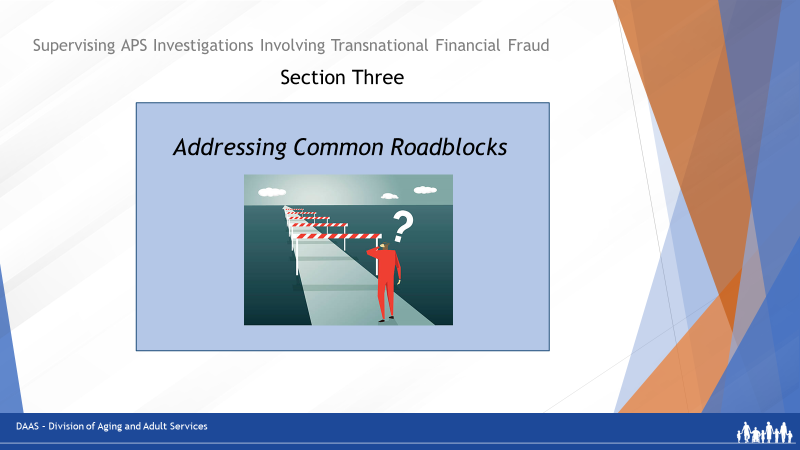 Supervising APS Investigations Involving Transnational Financial Fraud
Section Three
Addressing Common Roadblocks
?
DAAS – Division of Aging and Adult Services